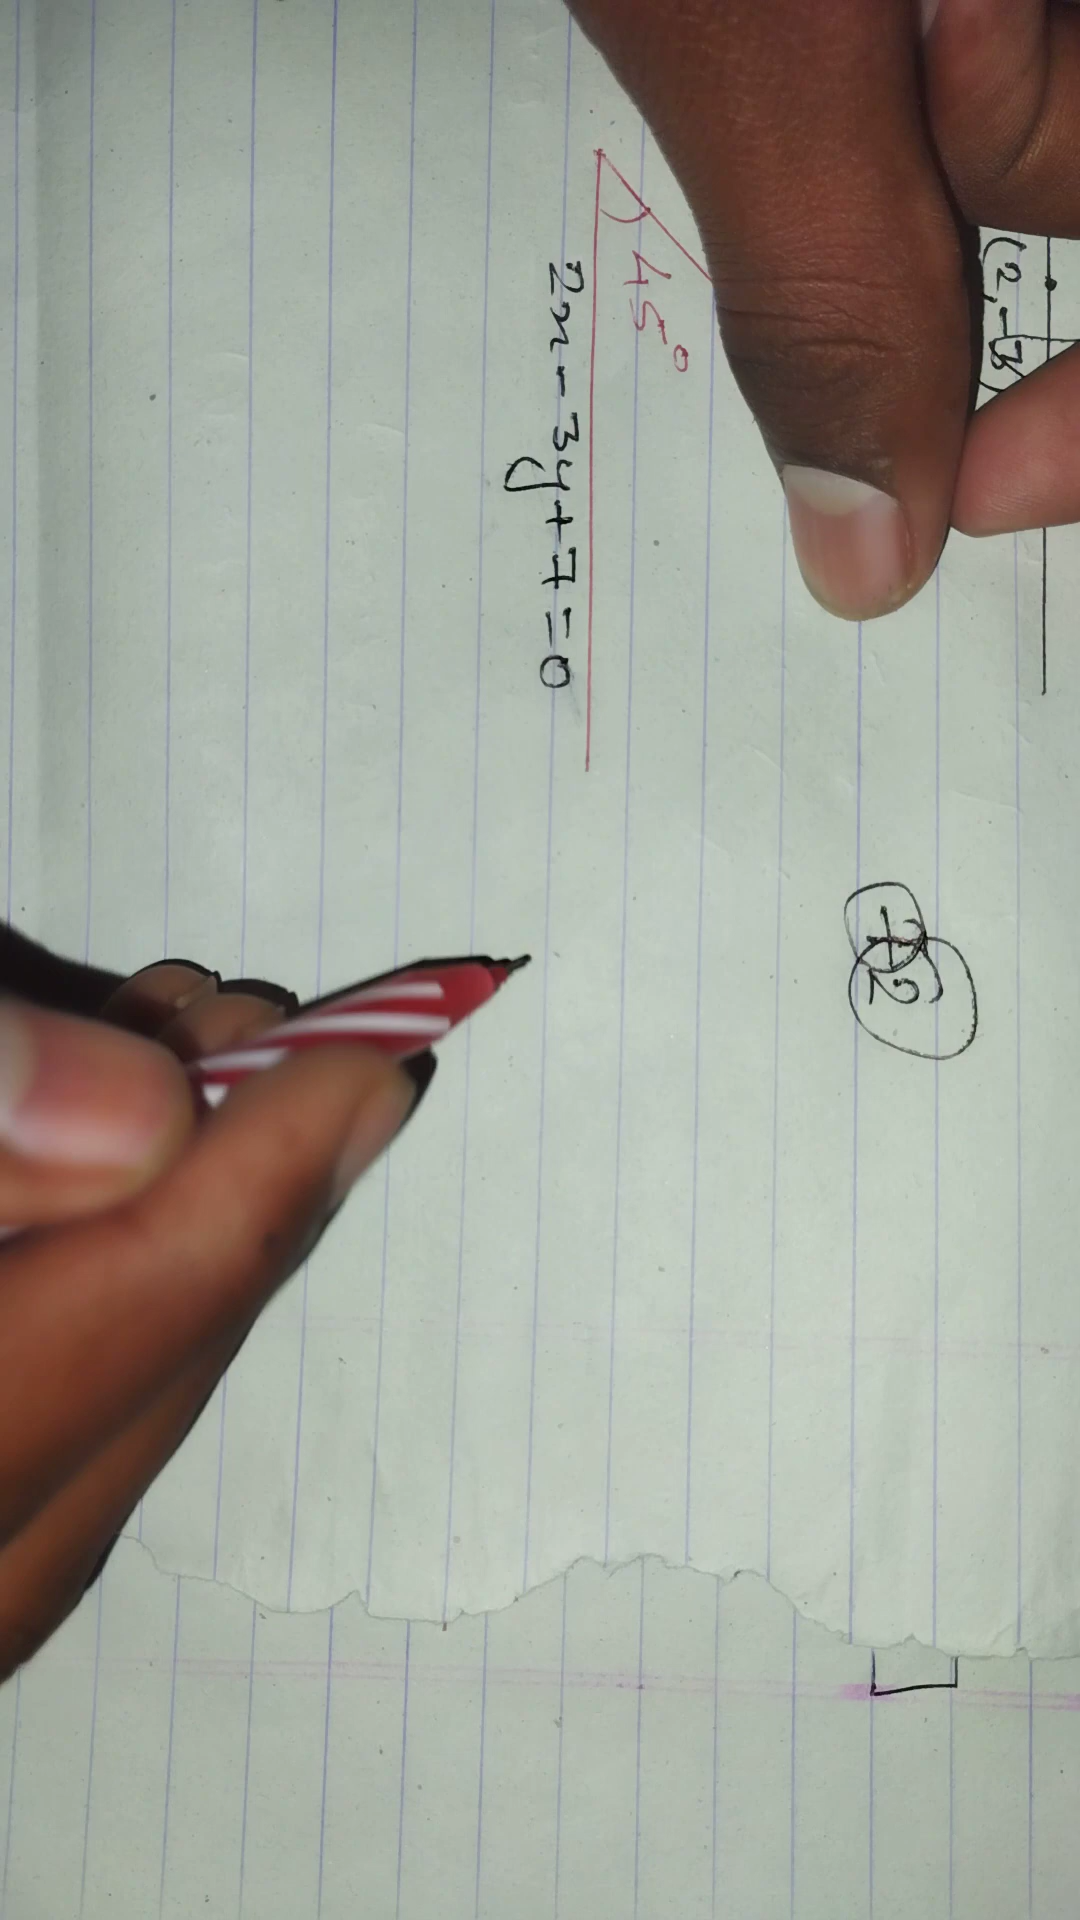 (2,-3)
45°
2x - 3y + 7 = 0